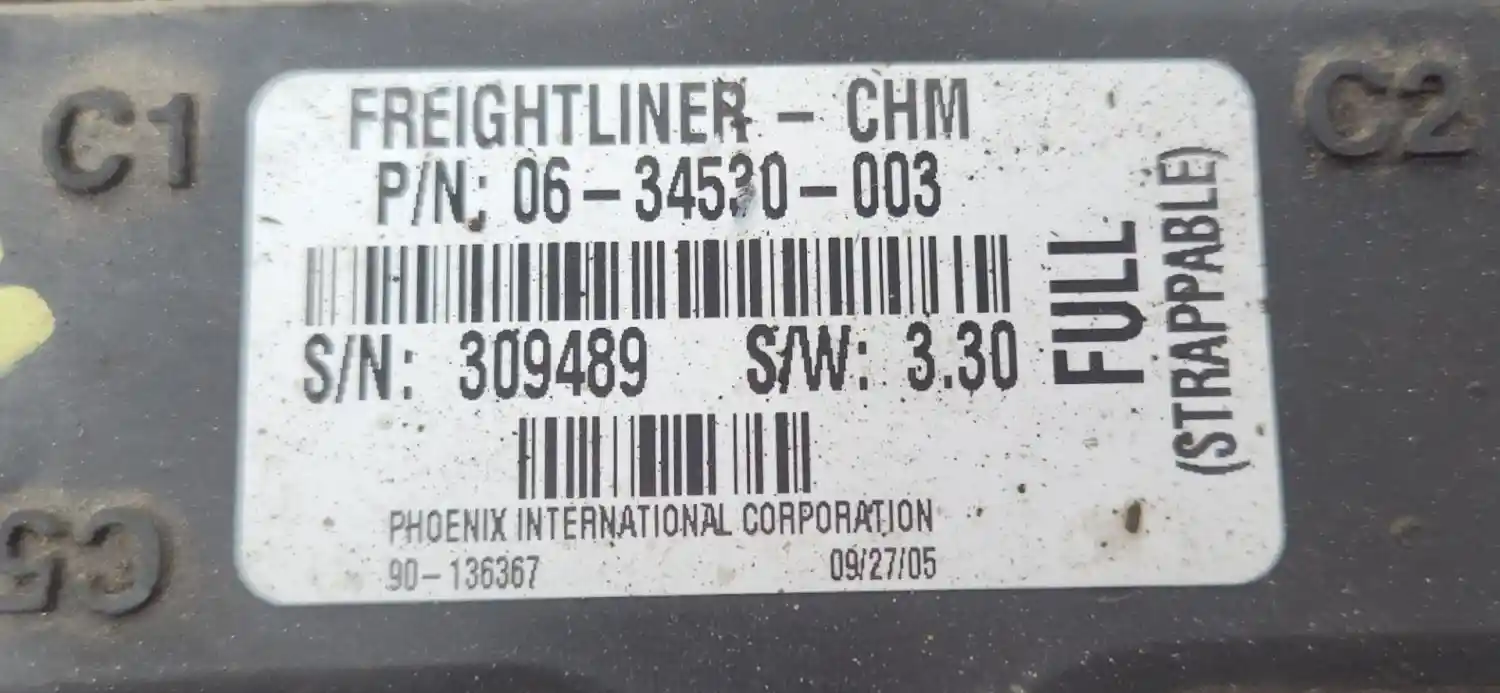 C1
C2
FREIGHTLINER - CHM
P/N: 06-34530-003
S/N: 309489 S/W: 3.30
FULL
(STRAPPABLE)
PHOENIX INTERNATIONAL CORPORATION
90-136367 09/27/05
C5